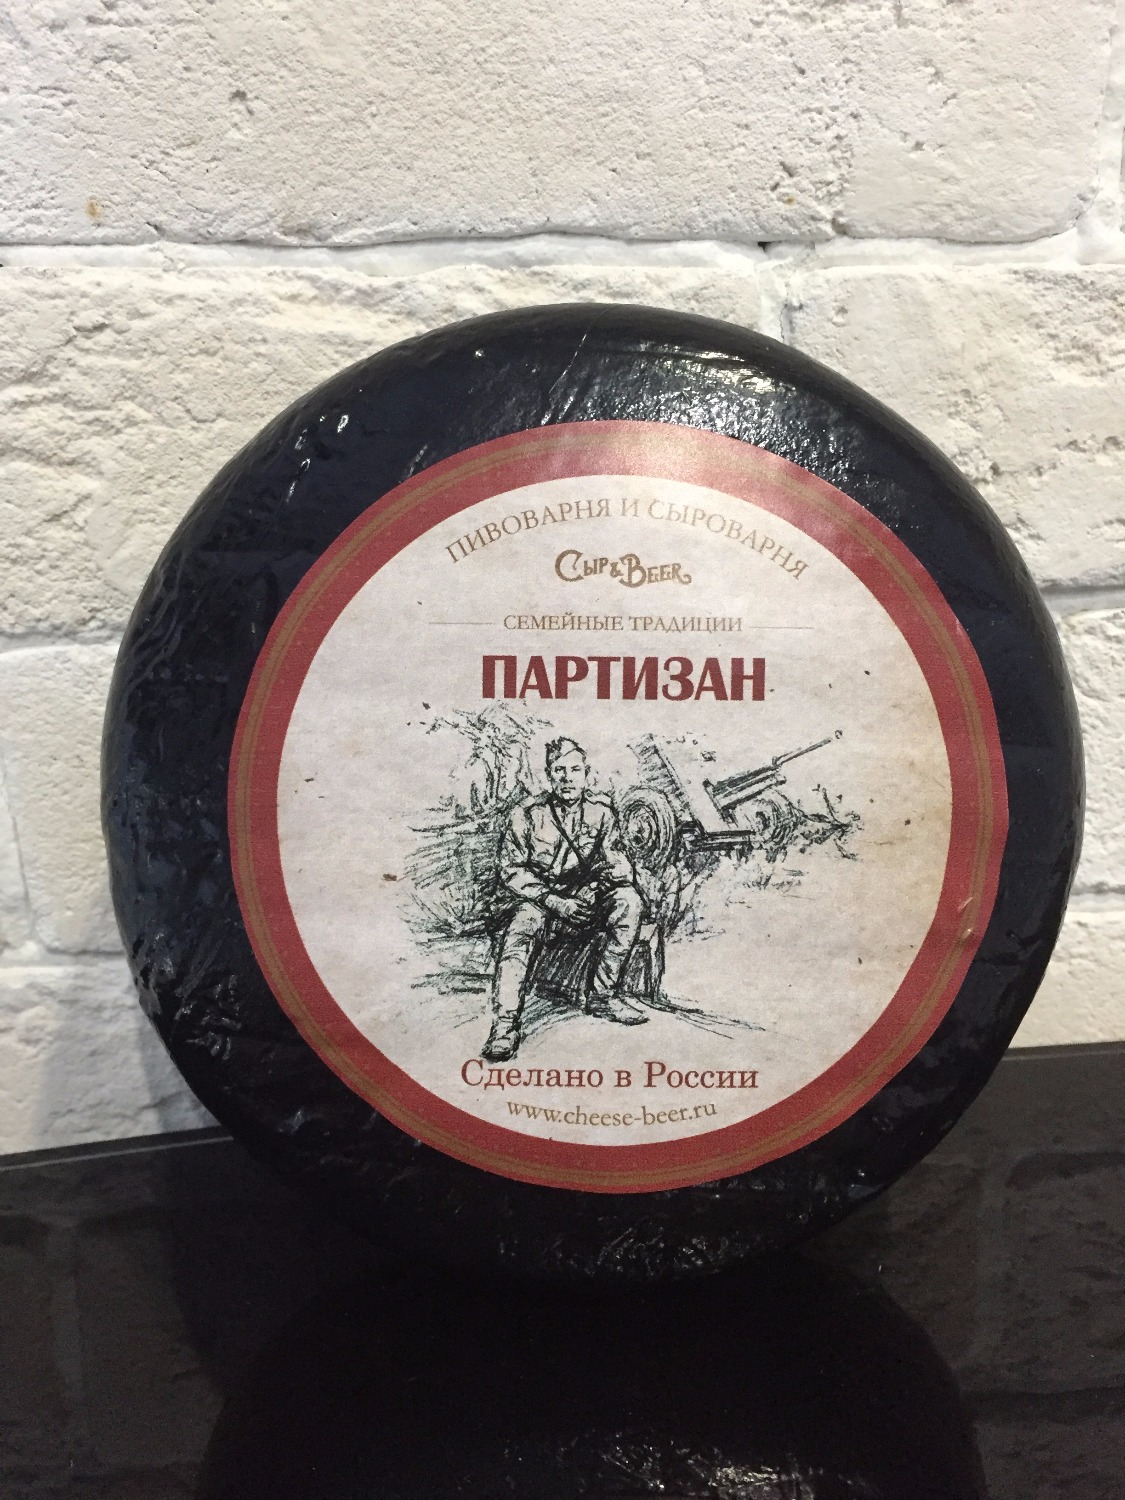 ПИВОВАРНЯ И СЫРОВАРНЯ
СЫР&BEER
СЕМЕЙНЫЕ ТРАДИЦИИ
ПАРТИЗАН
Сделано в России
www.cheese-beer.ru